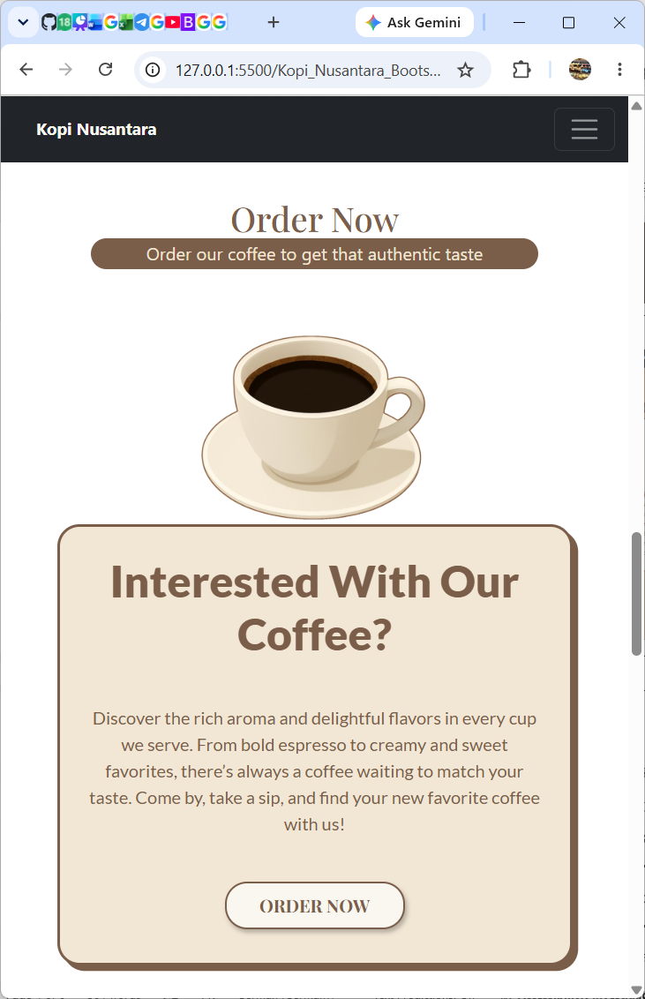 18
Ask Gemini
127.0.0.1:5500/Kopi_Nusantara_Boots...
Kopi Nusantara
Order Now
Order our coffee to get that authentic taste
Interested With Our
Coffee?
Discover the rich aroma and delightful flavors in every cup
we serve. From bold espresso to creamy and sweet
favorites, there’s always a coffee waiting to match your
taste. Come by, take a sip, and find your new favorite coffee
with us!
ORDER NOW